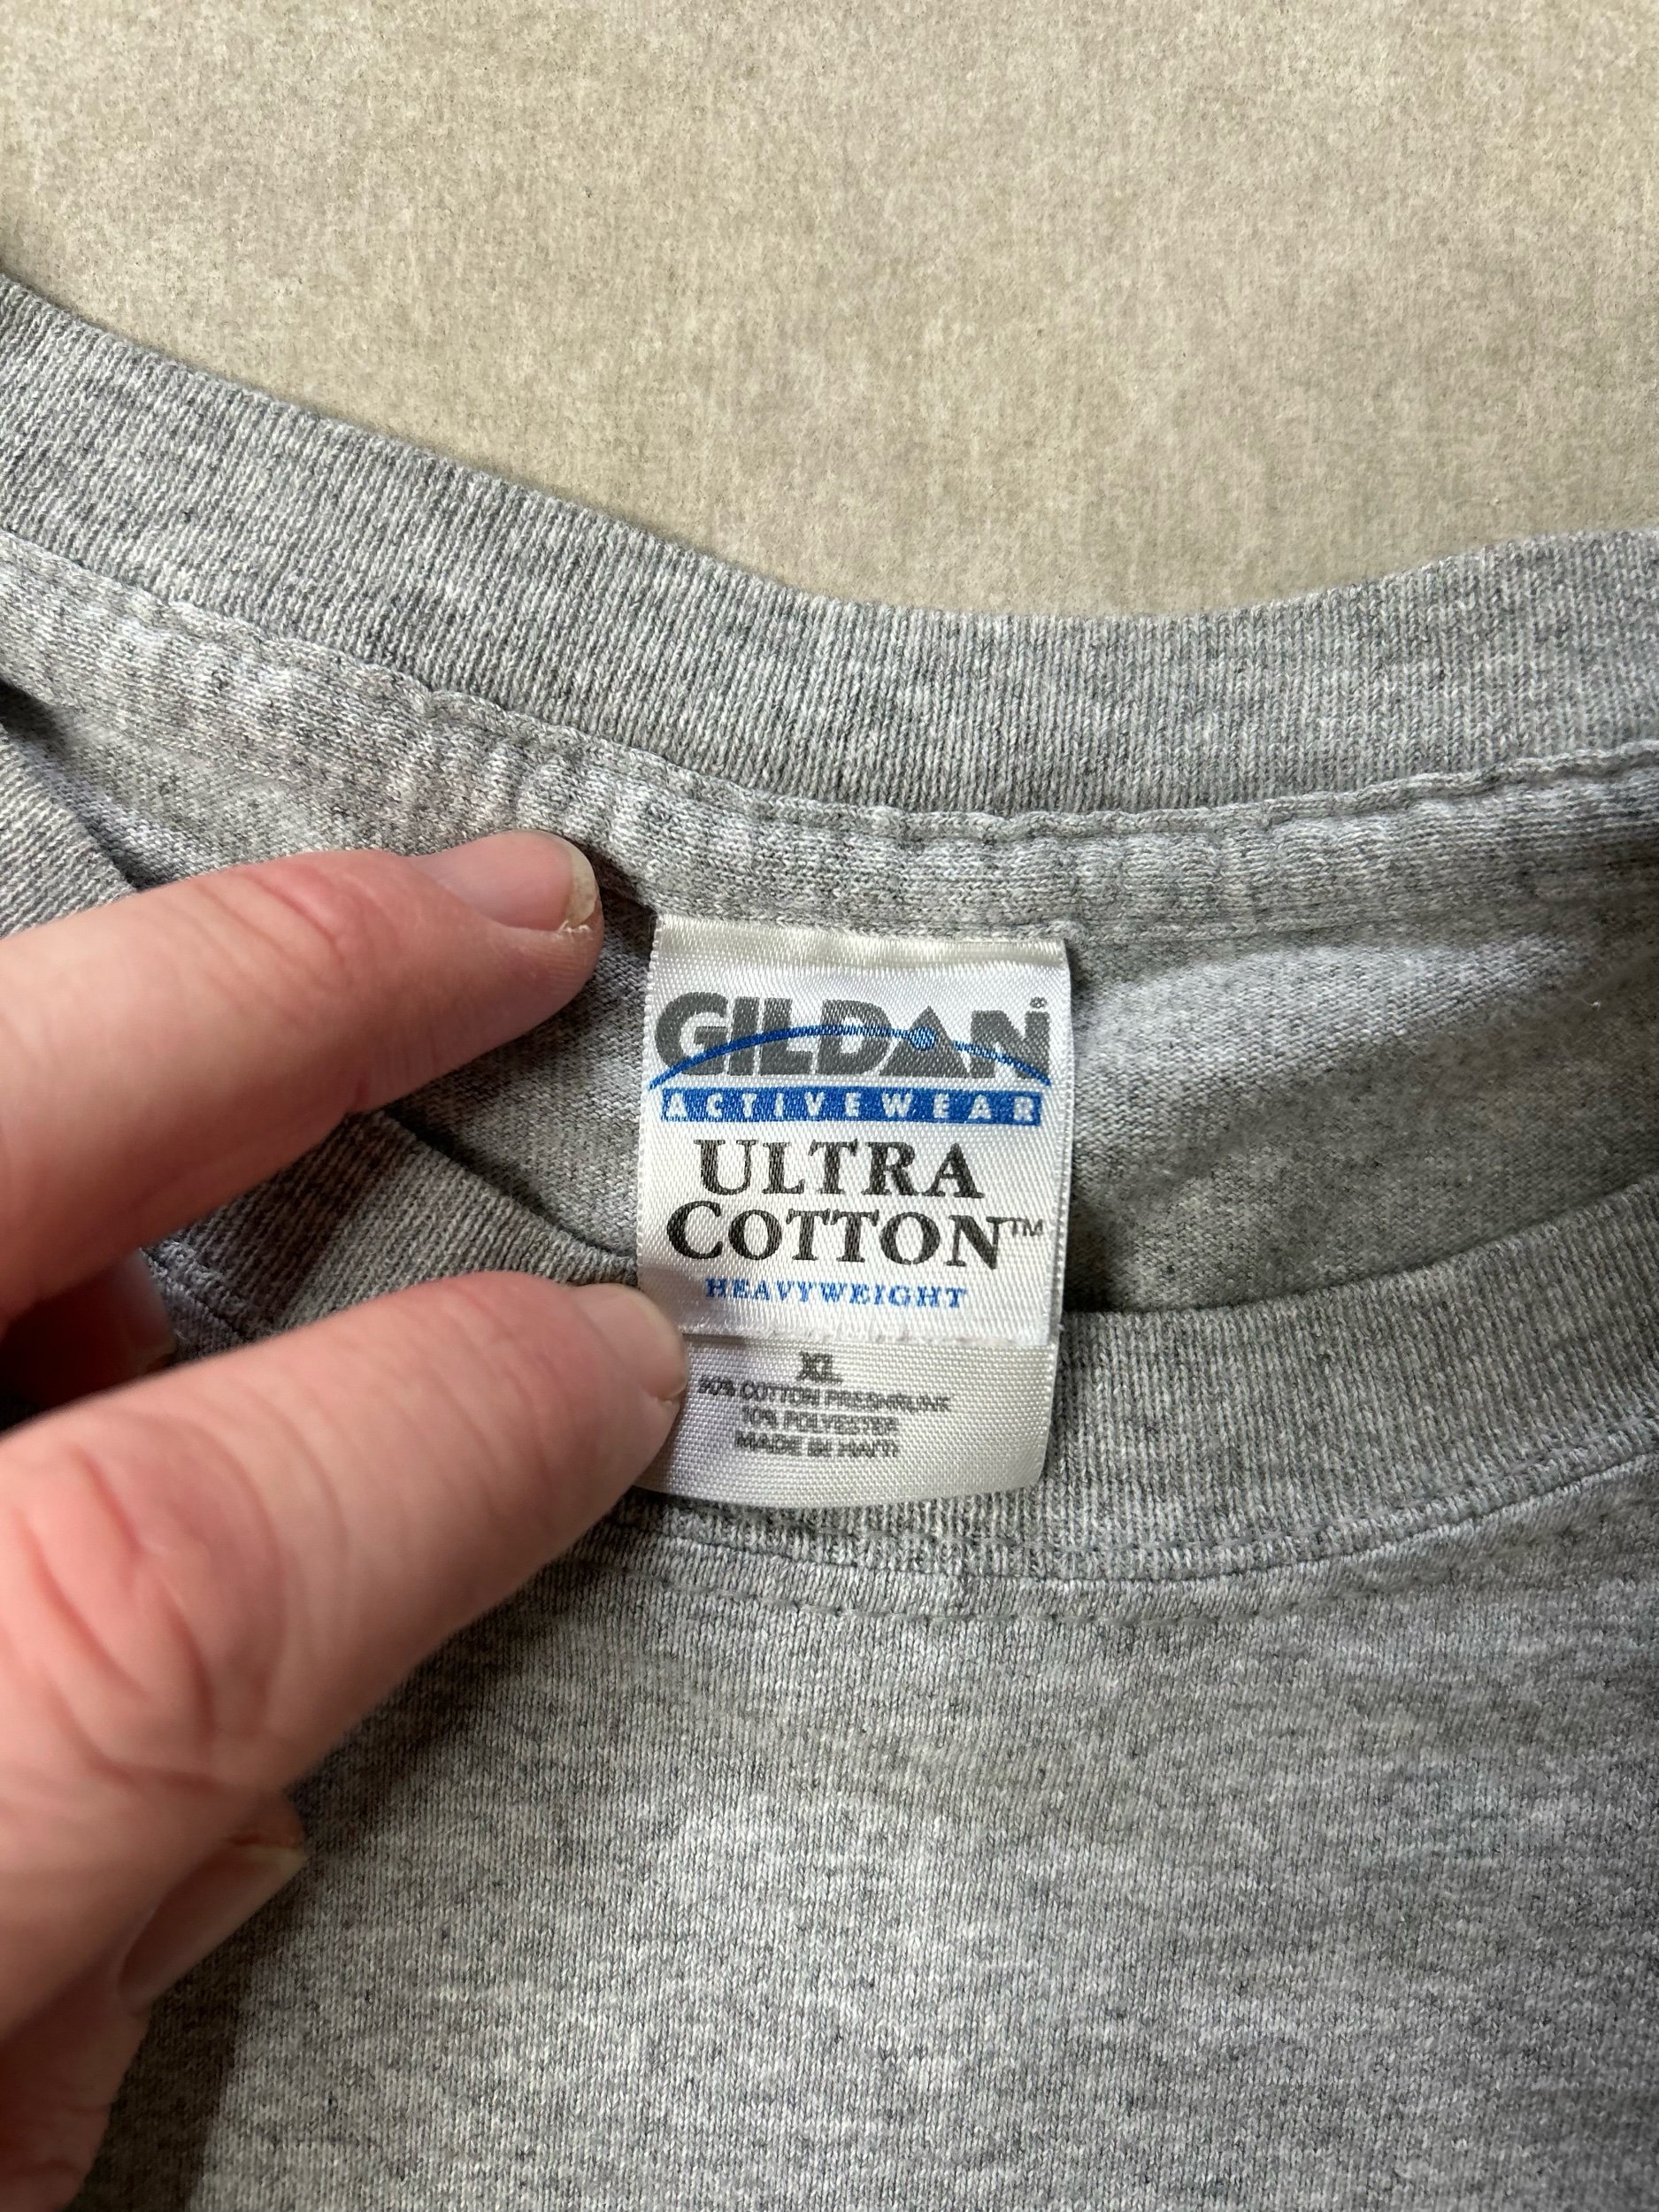 GILDAN®
ACTIVEWEAR
ULTRA
COTTON™
HEAVYWEIGHT
XL
90% COTTON PRESHRUNK
10% POLYESTER
MADE IN HAITI